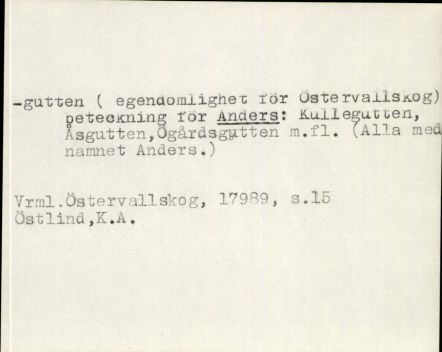 -gutten ( egendomlighet för Östervallskog)
beteckning för Anders: Kullegutten,
Åsgutten,Ögårdsgutten m.fl. (Alla med
namnet Anders.)
Vrml.Östervallskog, 17989, s.15
Östlind,K.A.